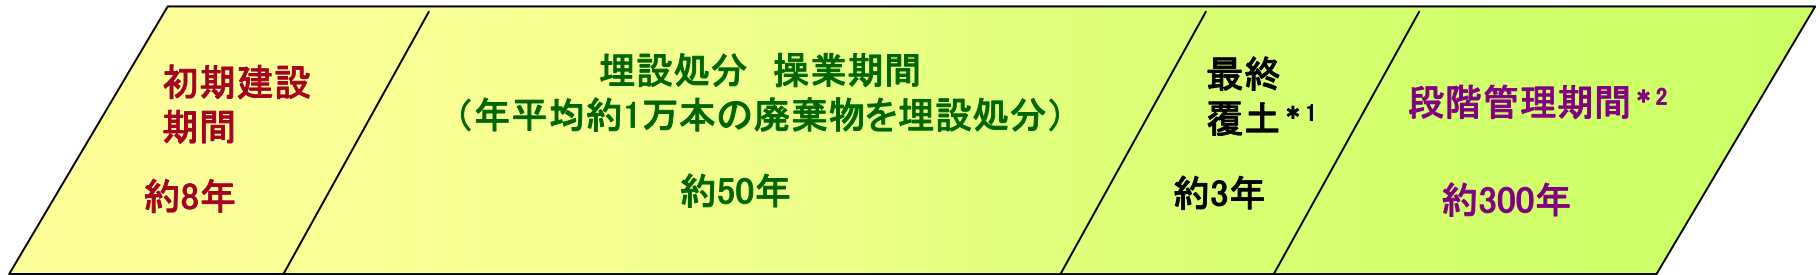 初期建設
期間
約8年
埋設処分　操業期間
（年平均約1万本の廃棄物を埋設処分）
約50年
最終
覆土*1
約3年
段階管理期間*2
約300年